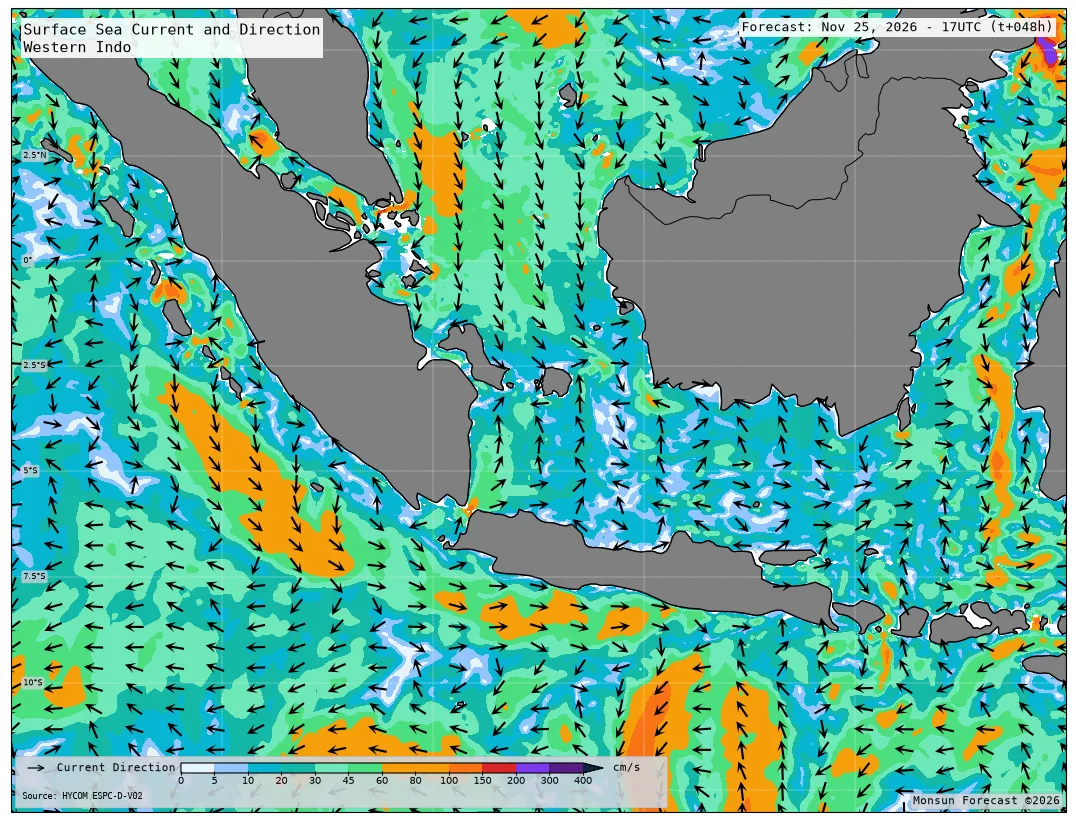 Surface Sea Current and Direction
Western Indo
Forecast: Nov 25, 2026 - 17UTC (t+048h)
2.5°N
0°
2.5°S
5°S
7.5°S
10°S
Current Direction
0 5 10 20 30 45 60 80 100 150 200 300 400
cm/s
Source: HYCOM ESPC-D-V02
Monsun Forecast ©2026